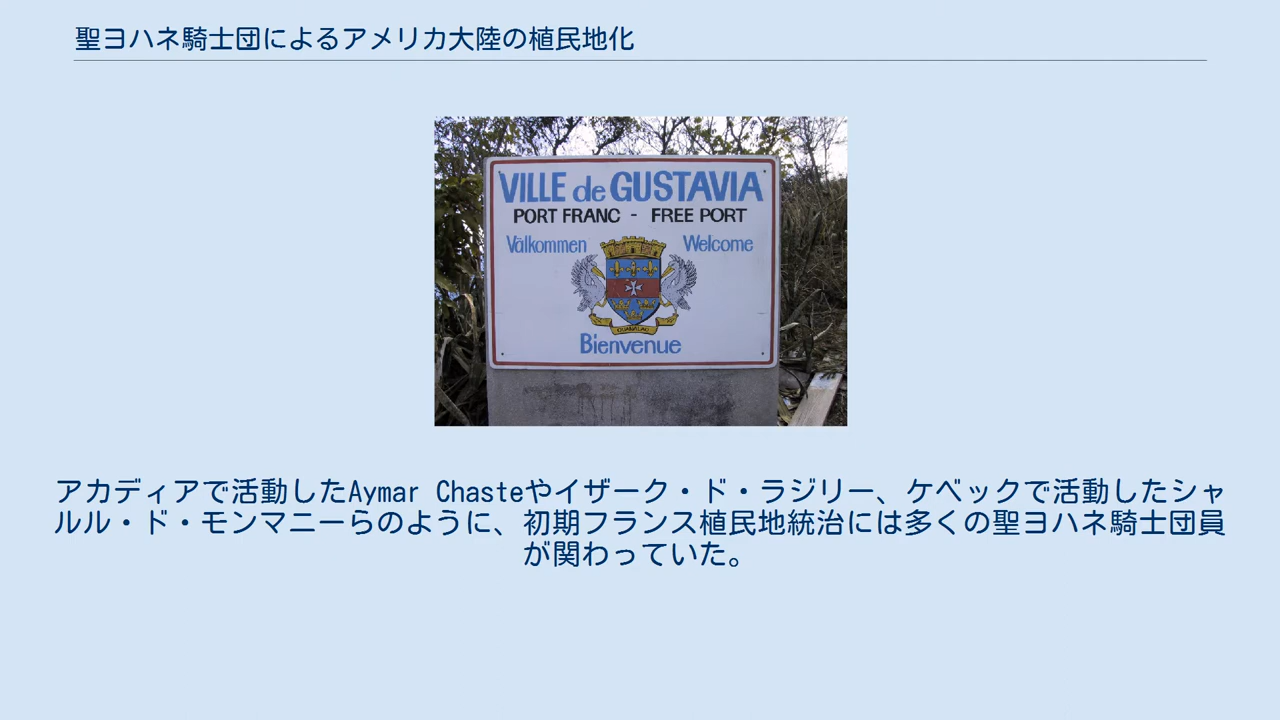 聖ヨハネ騎士団によるアメリカ大陸の植民地化
VILLE de GUSTAVIA
PORT FRANC - FREE PORT
Välkommen Welcome
OUANALAO
Bienvenue
アカディアで活動したAymar Chasteやイザーク・ド・ラジリー、ケベックで活動したシャ
ルル・ド・モンマニーらのように、初期フランス植民地統治には多くの聖ヨハネ騎士団員
が関わっていた。